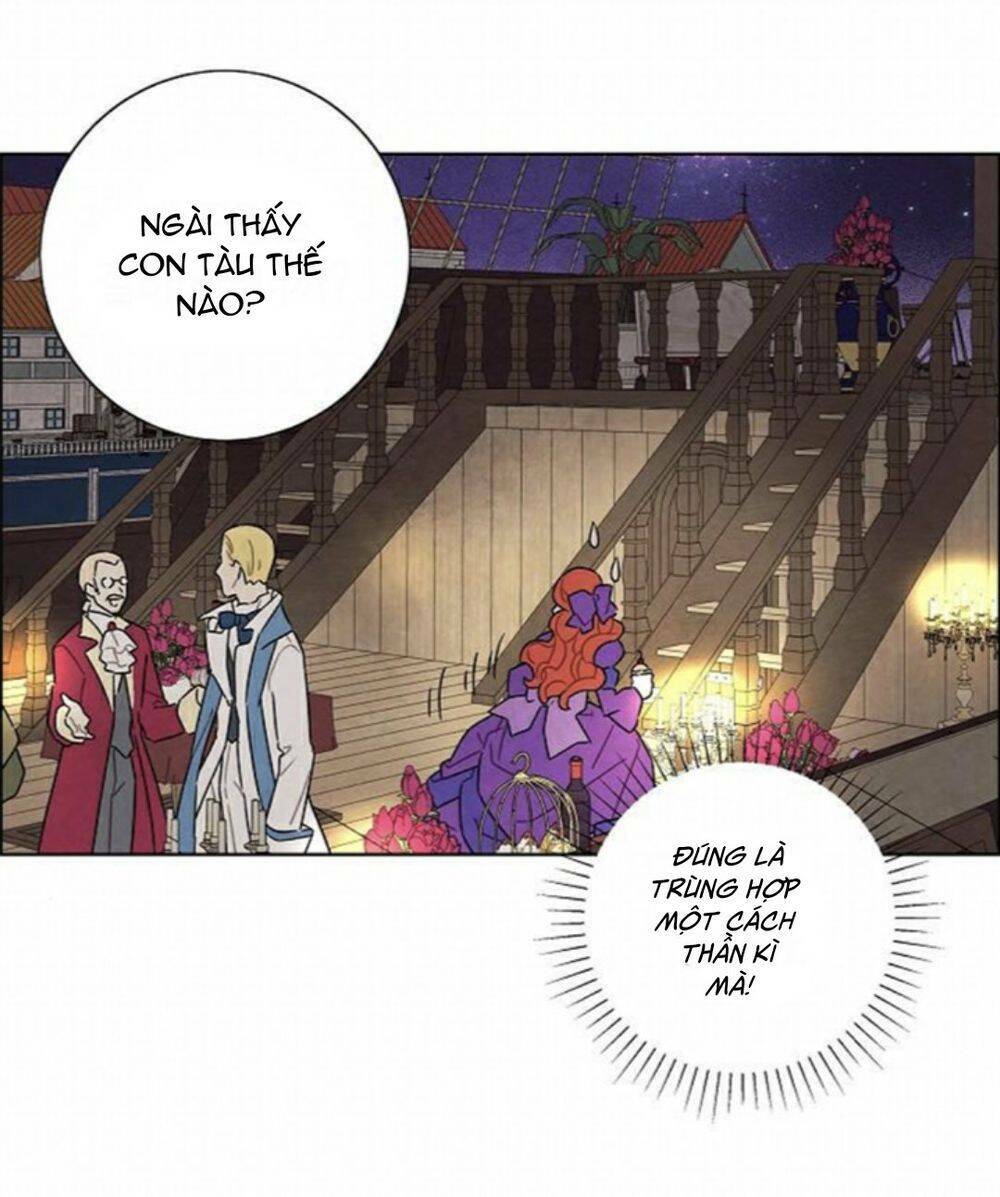 NGÀI THẤY
CON TÀU THẾ
NÀO?
ĐÚNG LÀ
TRÙNG HỢP
MỘT CÁCH
THẦN KÌ
MÀ!